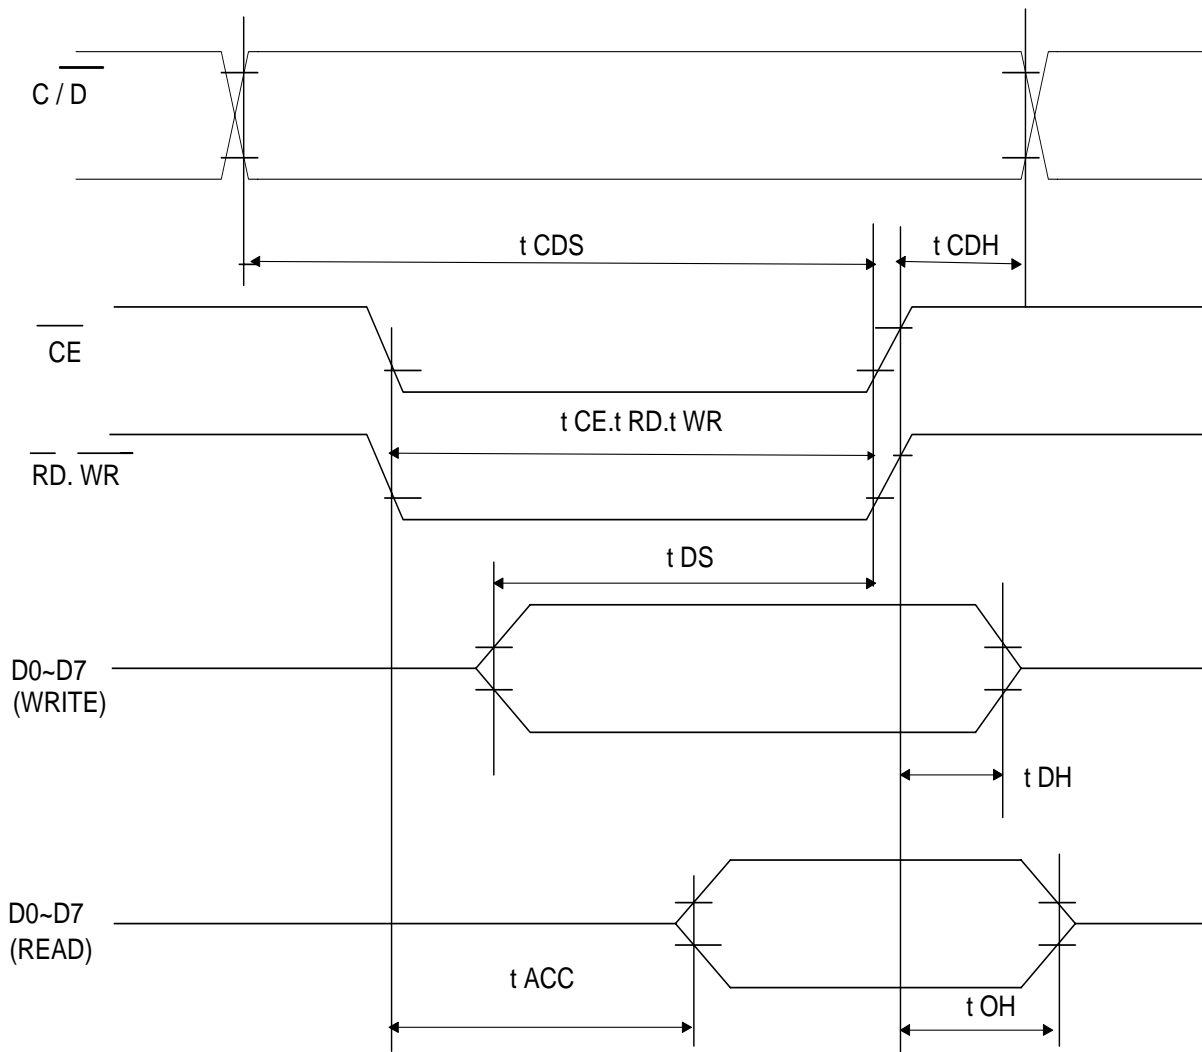 C / D
t CDS
t CDH
CE
t CE.t RD.t WR
RD. WR
t DS
D0~D7
(WRITE)
t DH
D0~D7
(READ)
t ACC
t OH